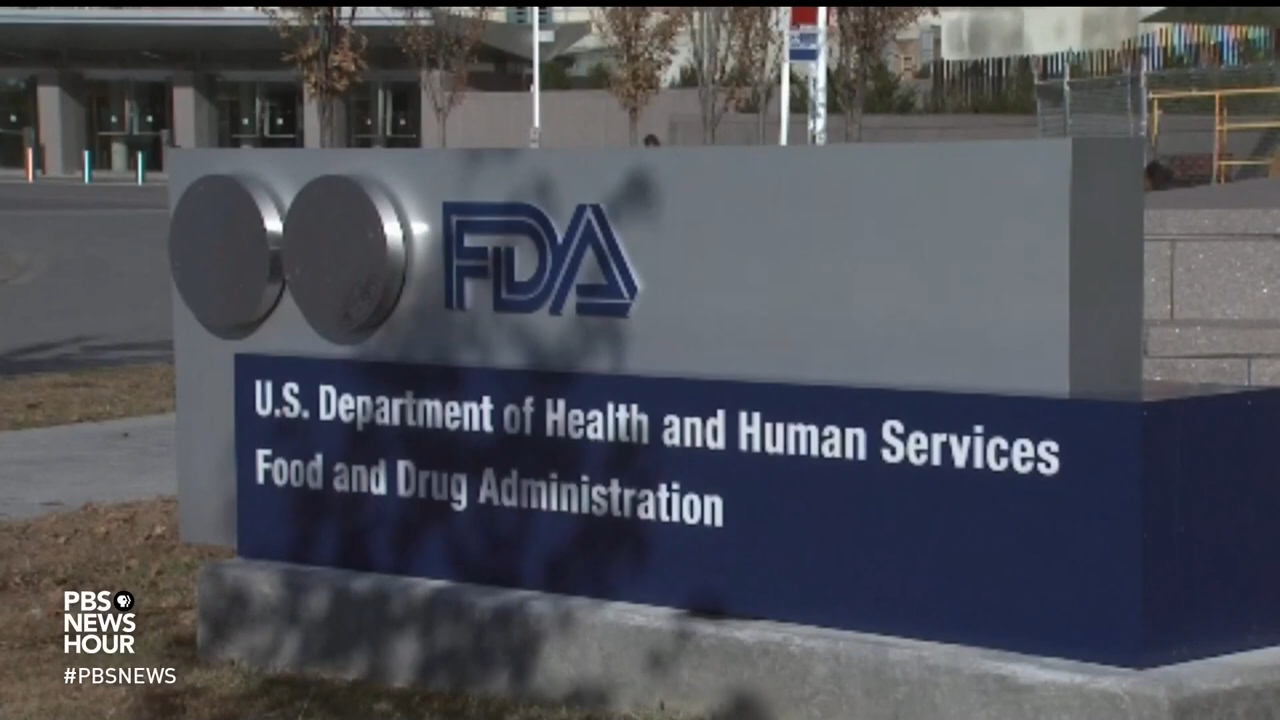 FDA
U.S. Department of Health and Human Services
Food and Drug Administration
PBS
NEWS
HOUR
#PBSNEWS